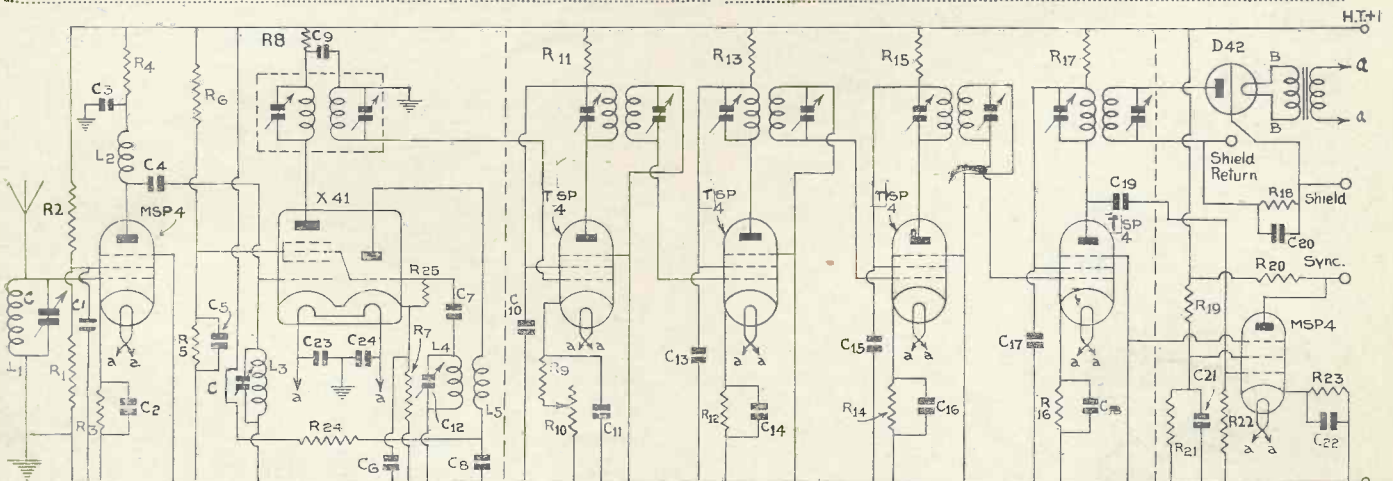 H.T.+1
R8
C9
R11
R13
R15
R17
D42
B
a
R4
C3
R6
B
a
L2
C4
Shield
Return
C19
R18
Shield
R2
MSP4
X41
TSP
4
TSP
4
TSP
4
TSP
4
C20
R25
R20
Sync.
C
C1
C5
C7
C10
R19
MSP4
R5
R7
L4
C23
C24
C13
C15
C17
L1
R1
a
a
C
L3
a
a
R9
a
a
a
a
a
a
a
a
C21
R23
C2
R3
C12
L5
R10
C11
R12
C14
R14
C16
R16
C18
R24
R22
a
a
C22
C6
C8
R21